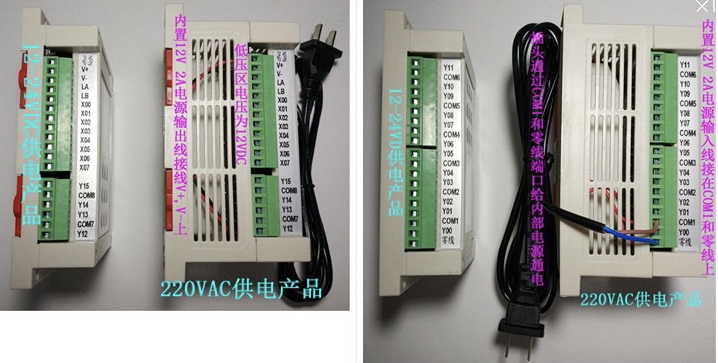 12-24VDC供电产品
V+
V-
LA
LB
X00
X01
X02
X03
X04
X05
X06
X07
Y15
COM8
Y14
Y13
COM7
Y12
内置12V 2A电源输出线接线V+,V-上
低压区电压为12VDC
V+
V-
LA
LB
X00
X01
X02
X03
X04
X05
X06
X07
Y15
COM8
Y14
Y13
COM7
Y12
220VAC供电产品
12-24VD供电产品
Y11
COM6
Y10
Y09
COM5
Y08
Y07
COM4
Y06
Y05
COM3
Y04
Y03
COM2
Y02
Y01
COM1
Y00
零线
插头通过COM1和零线端口给内部电源通电
内置12V 2A电源输入线接在COM1和零线上
Y11
COM6
Y10
Y09
COM5
Y08
Y07
COM4
Y06
Y05
COM3
Y04
Y03
COM2
Y02
Y01
COM1
Y00
零线
220VAC供电产品